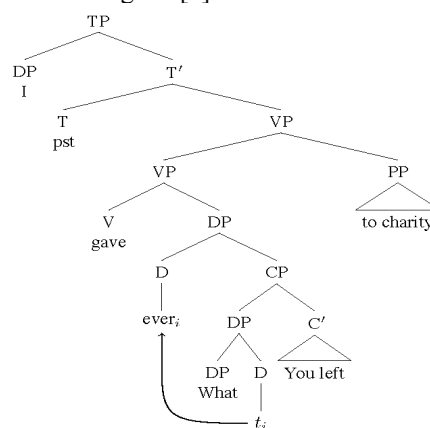 TP
DP T′
I
T VP
pst
VP PP
V DP to charity
gave
D CP
everᵢ DP C′
DP D You left
What
tᵢ